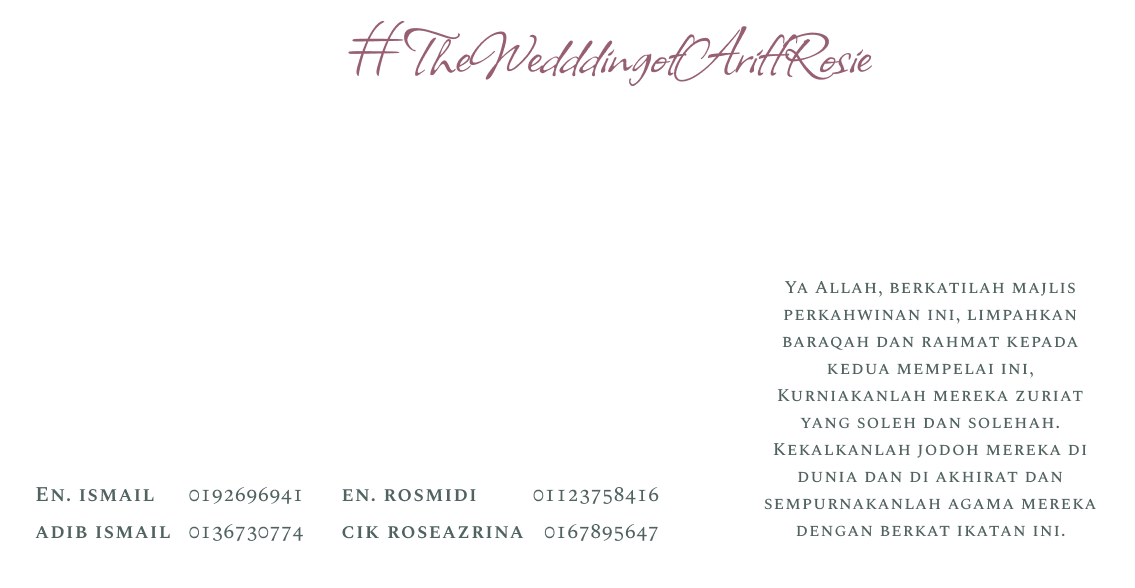 #TheWedddingofAriffRosie
Ya Allah, berkatilah majlis
perkahwinan ini, limpahkan
baraqah dan rahmat kepada
kedua mempelai ini,
Kurniakanlah mereka zuriat
yang soleh dan solehah.
Kekalkanlah jodoh mereka di
dunia dan di akhirat dan
sempurnakanlah agama mereka
dengan berkat ikatan ini.
En. ismail 0192696941 en. rosmidi 01123758416
adib ismail 0136730774 cik roseazrina 0167895647